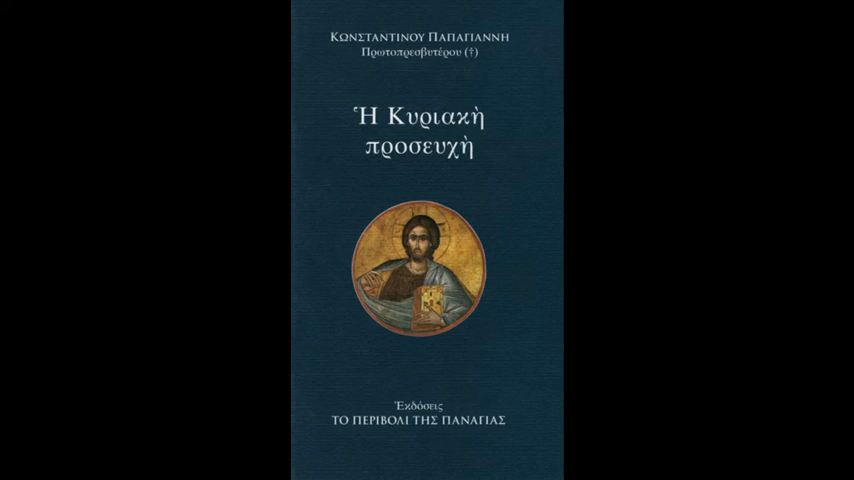 ΚΩΝΣΤΑΝΤΙΝΟΥ ΠΑΠΑΓΙΑΝΝΗ
Πρωτοπρεσβυτέρου (†)
Ἡ Κυριακὴ
προσευχὴ
Ἐκδόσεις
ΤΟ ΠΕΡΙΒΟΛΙ ΤΗΣ ΠΑΝΑΓΙΑΣ